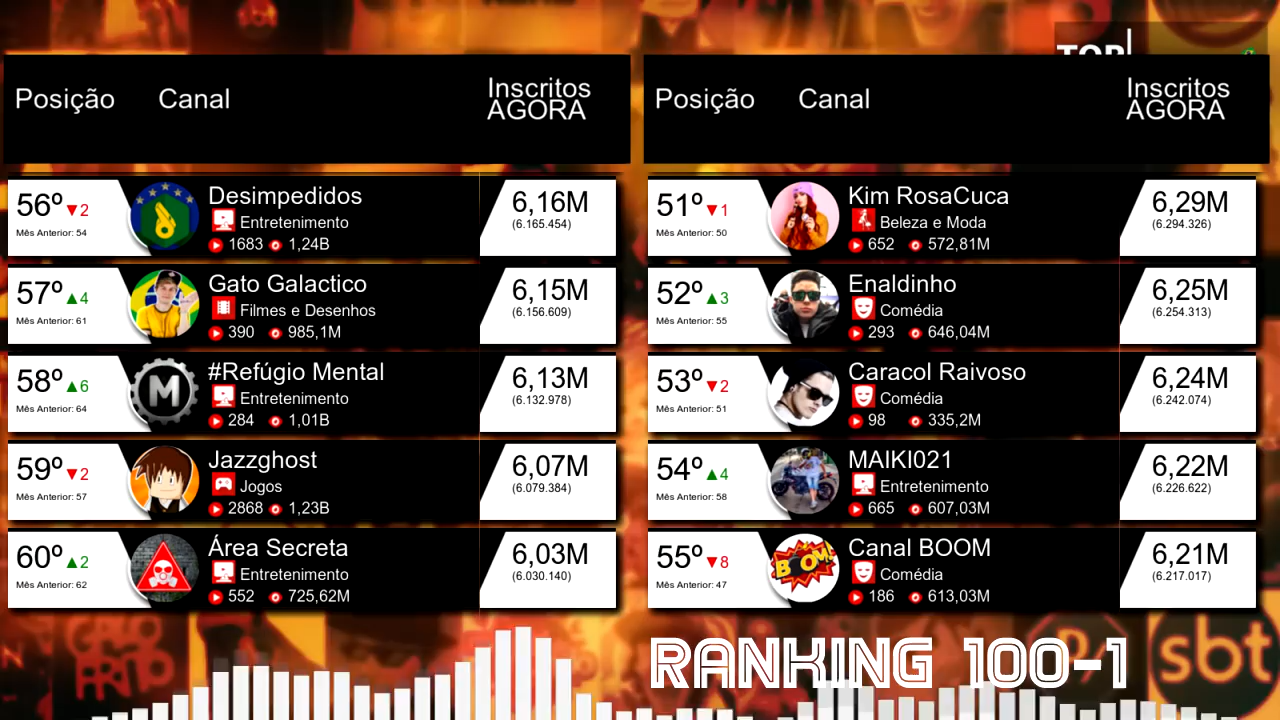 TOP
Posição Canal Inscritos
AGORA
56º ▼2 Desimpedidos 6,16M
Entretenimento (6.165.454)
Mês Anterior: 54
1683 1,24B
57º ▲4 Gato Galactico 6,15M
Filmes e Desenhos (6.156.609)
Mês Anterior: 61
390 985,1M
58º ▲6 #Refúgio Mental 6,13M
M
Entretenimento (6.132.978)
Mês Anterior: 64
284 1,01B
59º ▼2 Jazzghost 6,07M
Jogos (6.079.384)
Mês Anterior: 57
2868 1,23B
60º ▲2 Área Secreta 6,03M
Entretenimento (6.030.140)
Mês Anterior: 62
552 725,62M
Posição Canal Inscritos
AGORA
51º ▼1 Kim RosaCuca 6,29M
Beleza e Moda (6.294.326)
Mês Anterior: 50
652 572,81M
52º ▲3 Enaldinho 6,25M
Comédia (6.254.313)
Mês Anterior: 55
293 646,04M
53º ▼2 Caracol Raivoso 6,24M
Comédia (6.242.074)
Mês Anterior: 51
98 335,2M
54º ▲4 MAIKI021 6,22M
Entretenimento (6.226.622)
Mês Anterior: 58
665 607,03M
55º ▼8 Canal BOOM 6,21M
BOOM!
Comédia (6.217.017)
Mês Anterior: 47
186 613,03M
RANKING 100-1
sbt